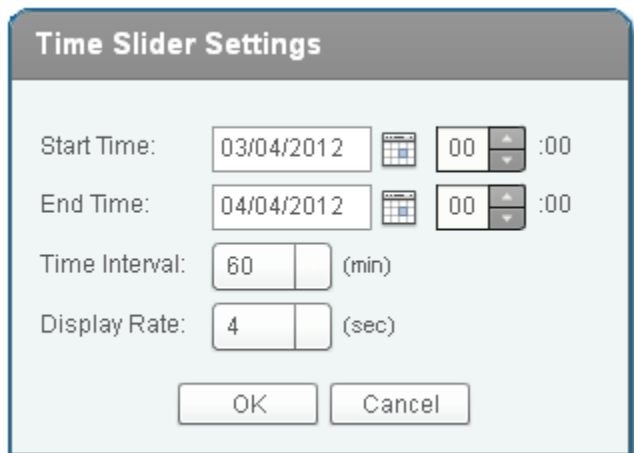 Time Slider Settings
Start Time: 03/04/2012 00 :00
End Time: 04/04/2012 00 :00
Time Interval: 60 (min)
Display Rate: 4 (sec)
OK Cancel